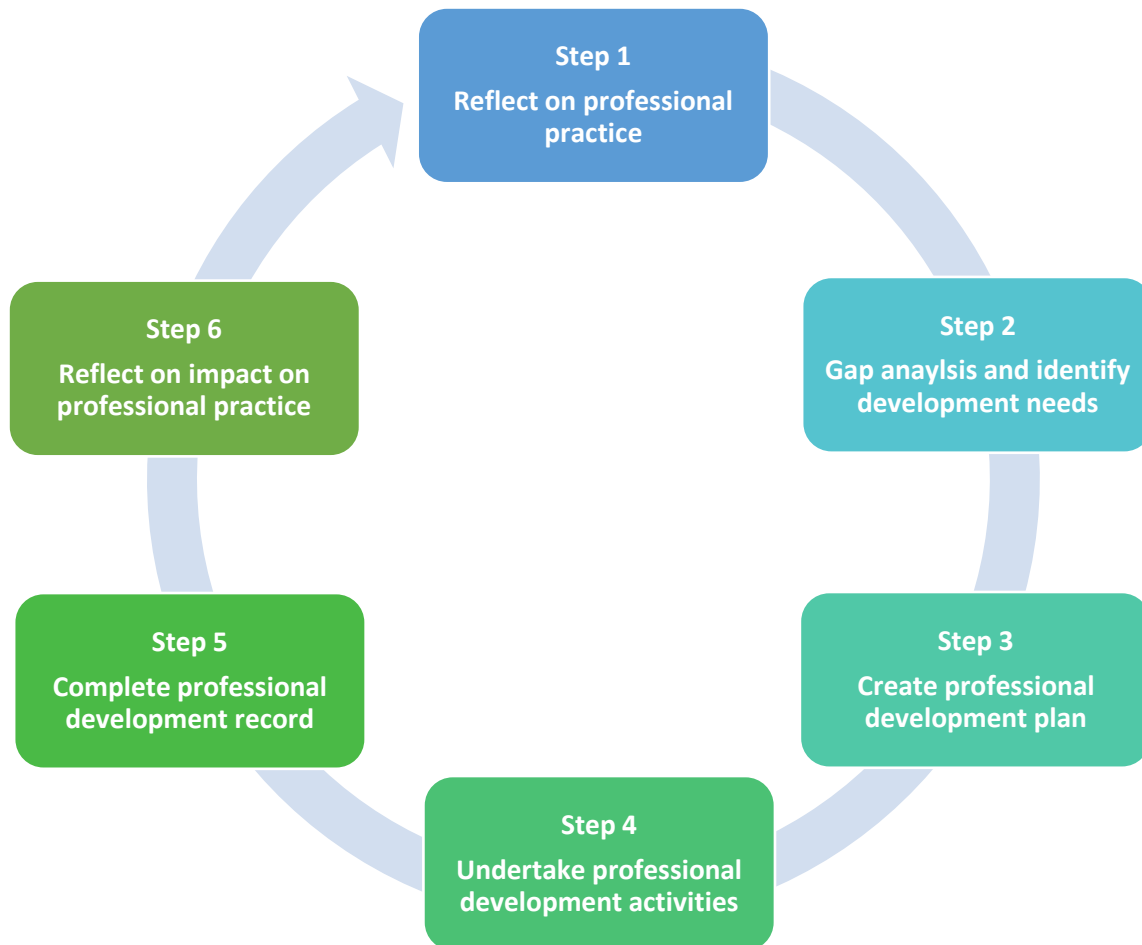 Step 1
Reflect on professional
practice
Step 2
Gap anaylsis and identify
development needs
Step 3
Create professional
development plan
Step 4
Undertake professional
development activities
Step 5
Complete professional
development record
Step 6
Reflect on impact on
professional practice